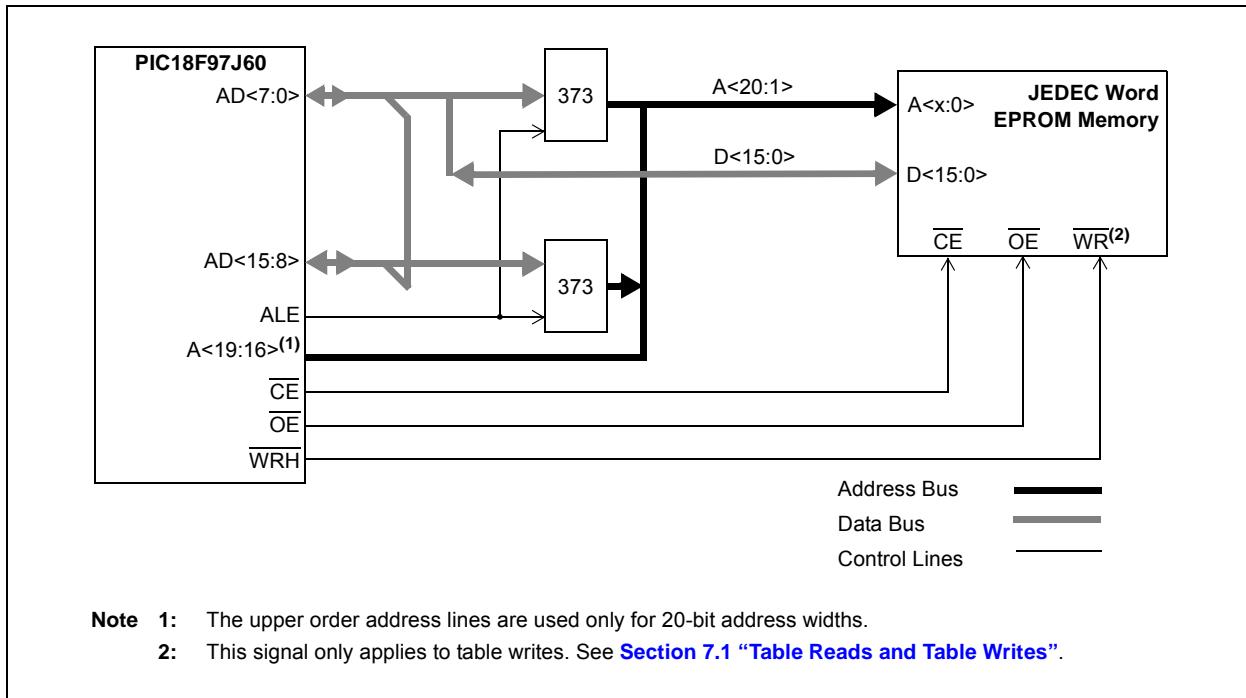 PIC18F97J60
AD<7:0>
373
A<20:1>
A<x:0>
JEDEC Word
EPROM Memory
D<15:0>
D<15:0>
CE
OE
WR(2)
AD<15:8>
373
ALE
A<19:16>(1)
CE
OE
WRH
Address Bus
Data Bus
Control Lines
Note 1: The upper order address lines are used only for 20-bit address widths.
2: This signal only applies to table writes. See Section 7.1 “Table Reads and Table Writes”.